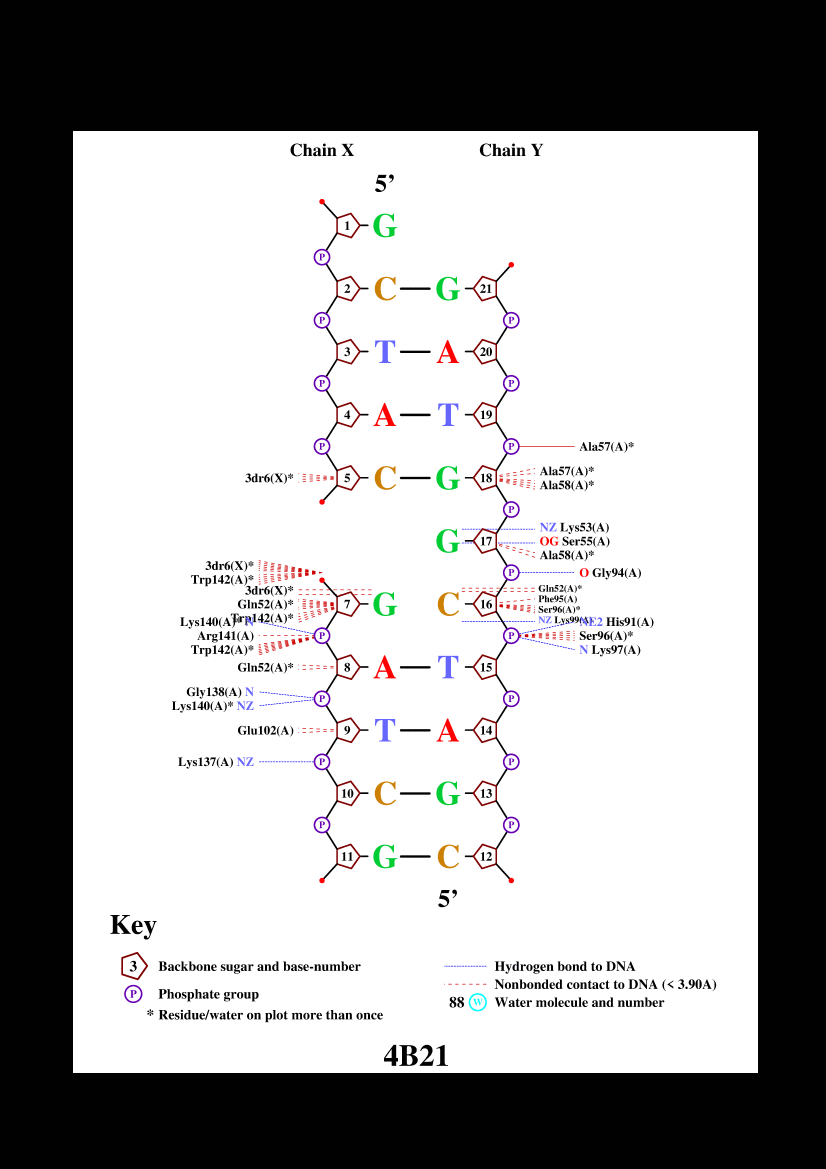 Chain X Chain Y
5’
1 G
P
2 C G 21
P P
3 T A 20
P P
4 A T 19
P P Ala57(A)*
Ala57(A)*
3dr6(X)* 5 C G 18
Ala58(A)*
P
NZ Lys53(A)
G 17 OG Ser55(A)
Ala58(A)*
3dr6(X)*
P O Gly94(A)
Trp142(A)*
3dr6(X)* Gln52(A)*
Phe95(A)
Gln52(A)* 7 G C 16
Ser96(A)*
Trp142(A)*
NZ Lys99(A)
Lys140(A)* N NE2 His91(A)
Arg141(A) P P Ser96(A)*
Trp142(A)* N Lys97(A)
Gln52(A)* 8 A T 15
Gly138(A) N
P P
Lys140(A)* NZ
Glu102(A) 9 T A 14
Lys137(A) NZ P P
10 C G 13
P P
11 G C 12
5’
Key
3 Backbone sugar and base-number
P Phosphate group
* Residue/water on plot more than once
Hydrogen bond to DNA
Nonbonded contact to DNA (< 3.90A)
88 W Water molecule and number
4B21